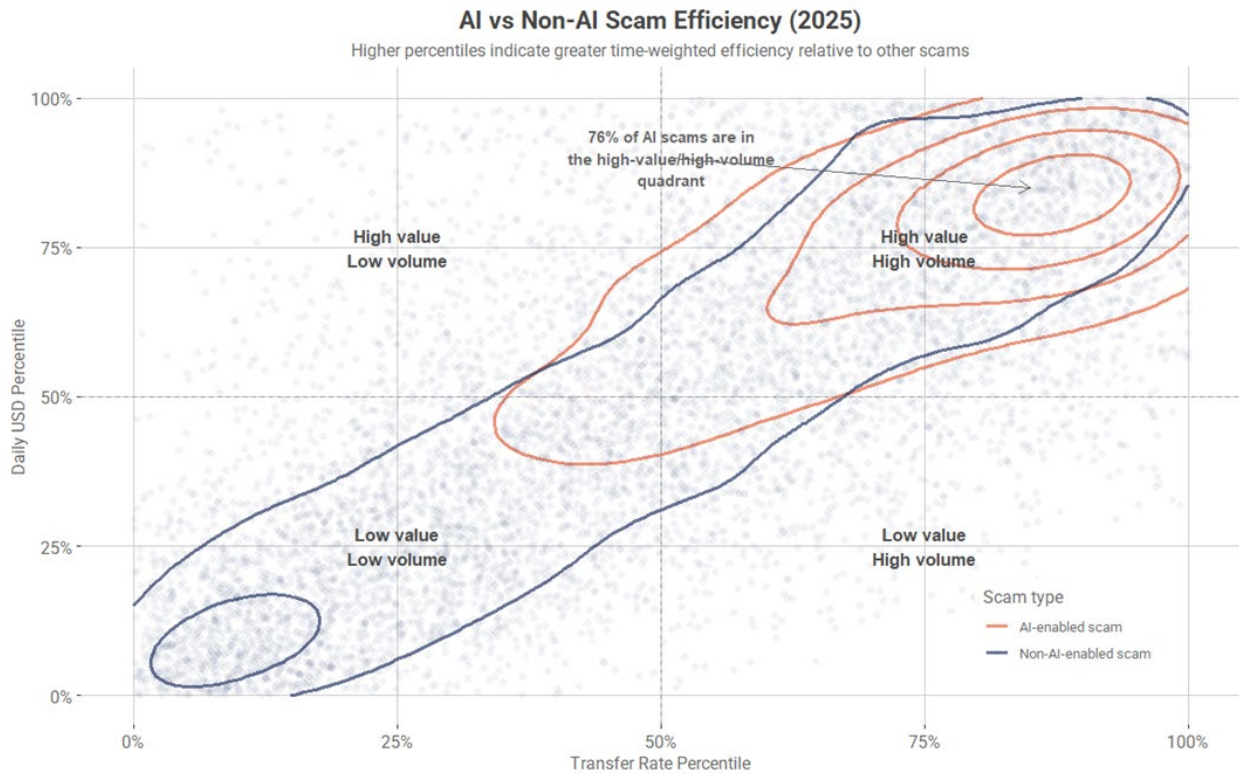 AI vs Non-AI Scam Efficiency (2025)
Higher percentiles indicate greater time-weighted efficiency relative to other scams
100%
75%
50%
25%
0%
Daily USD Percentile
76% of AI scams are in
the high-value/high-volume
quadrant
High value
Low volume
High value
High volume
Low value
Low volume
Low value
High volume
Scam type
AI-enabled scam
Non-AI-enabled scam
0%
25%
50%
75%
100%
Transfer Rate Percentile